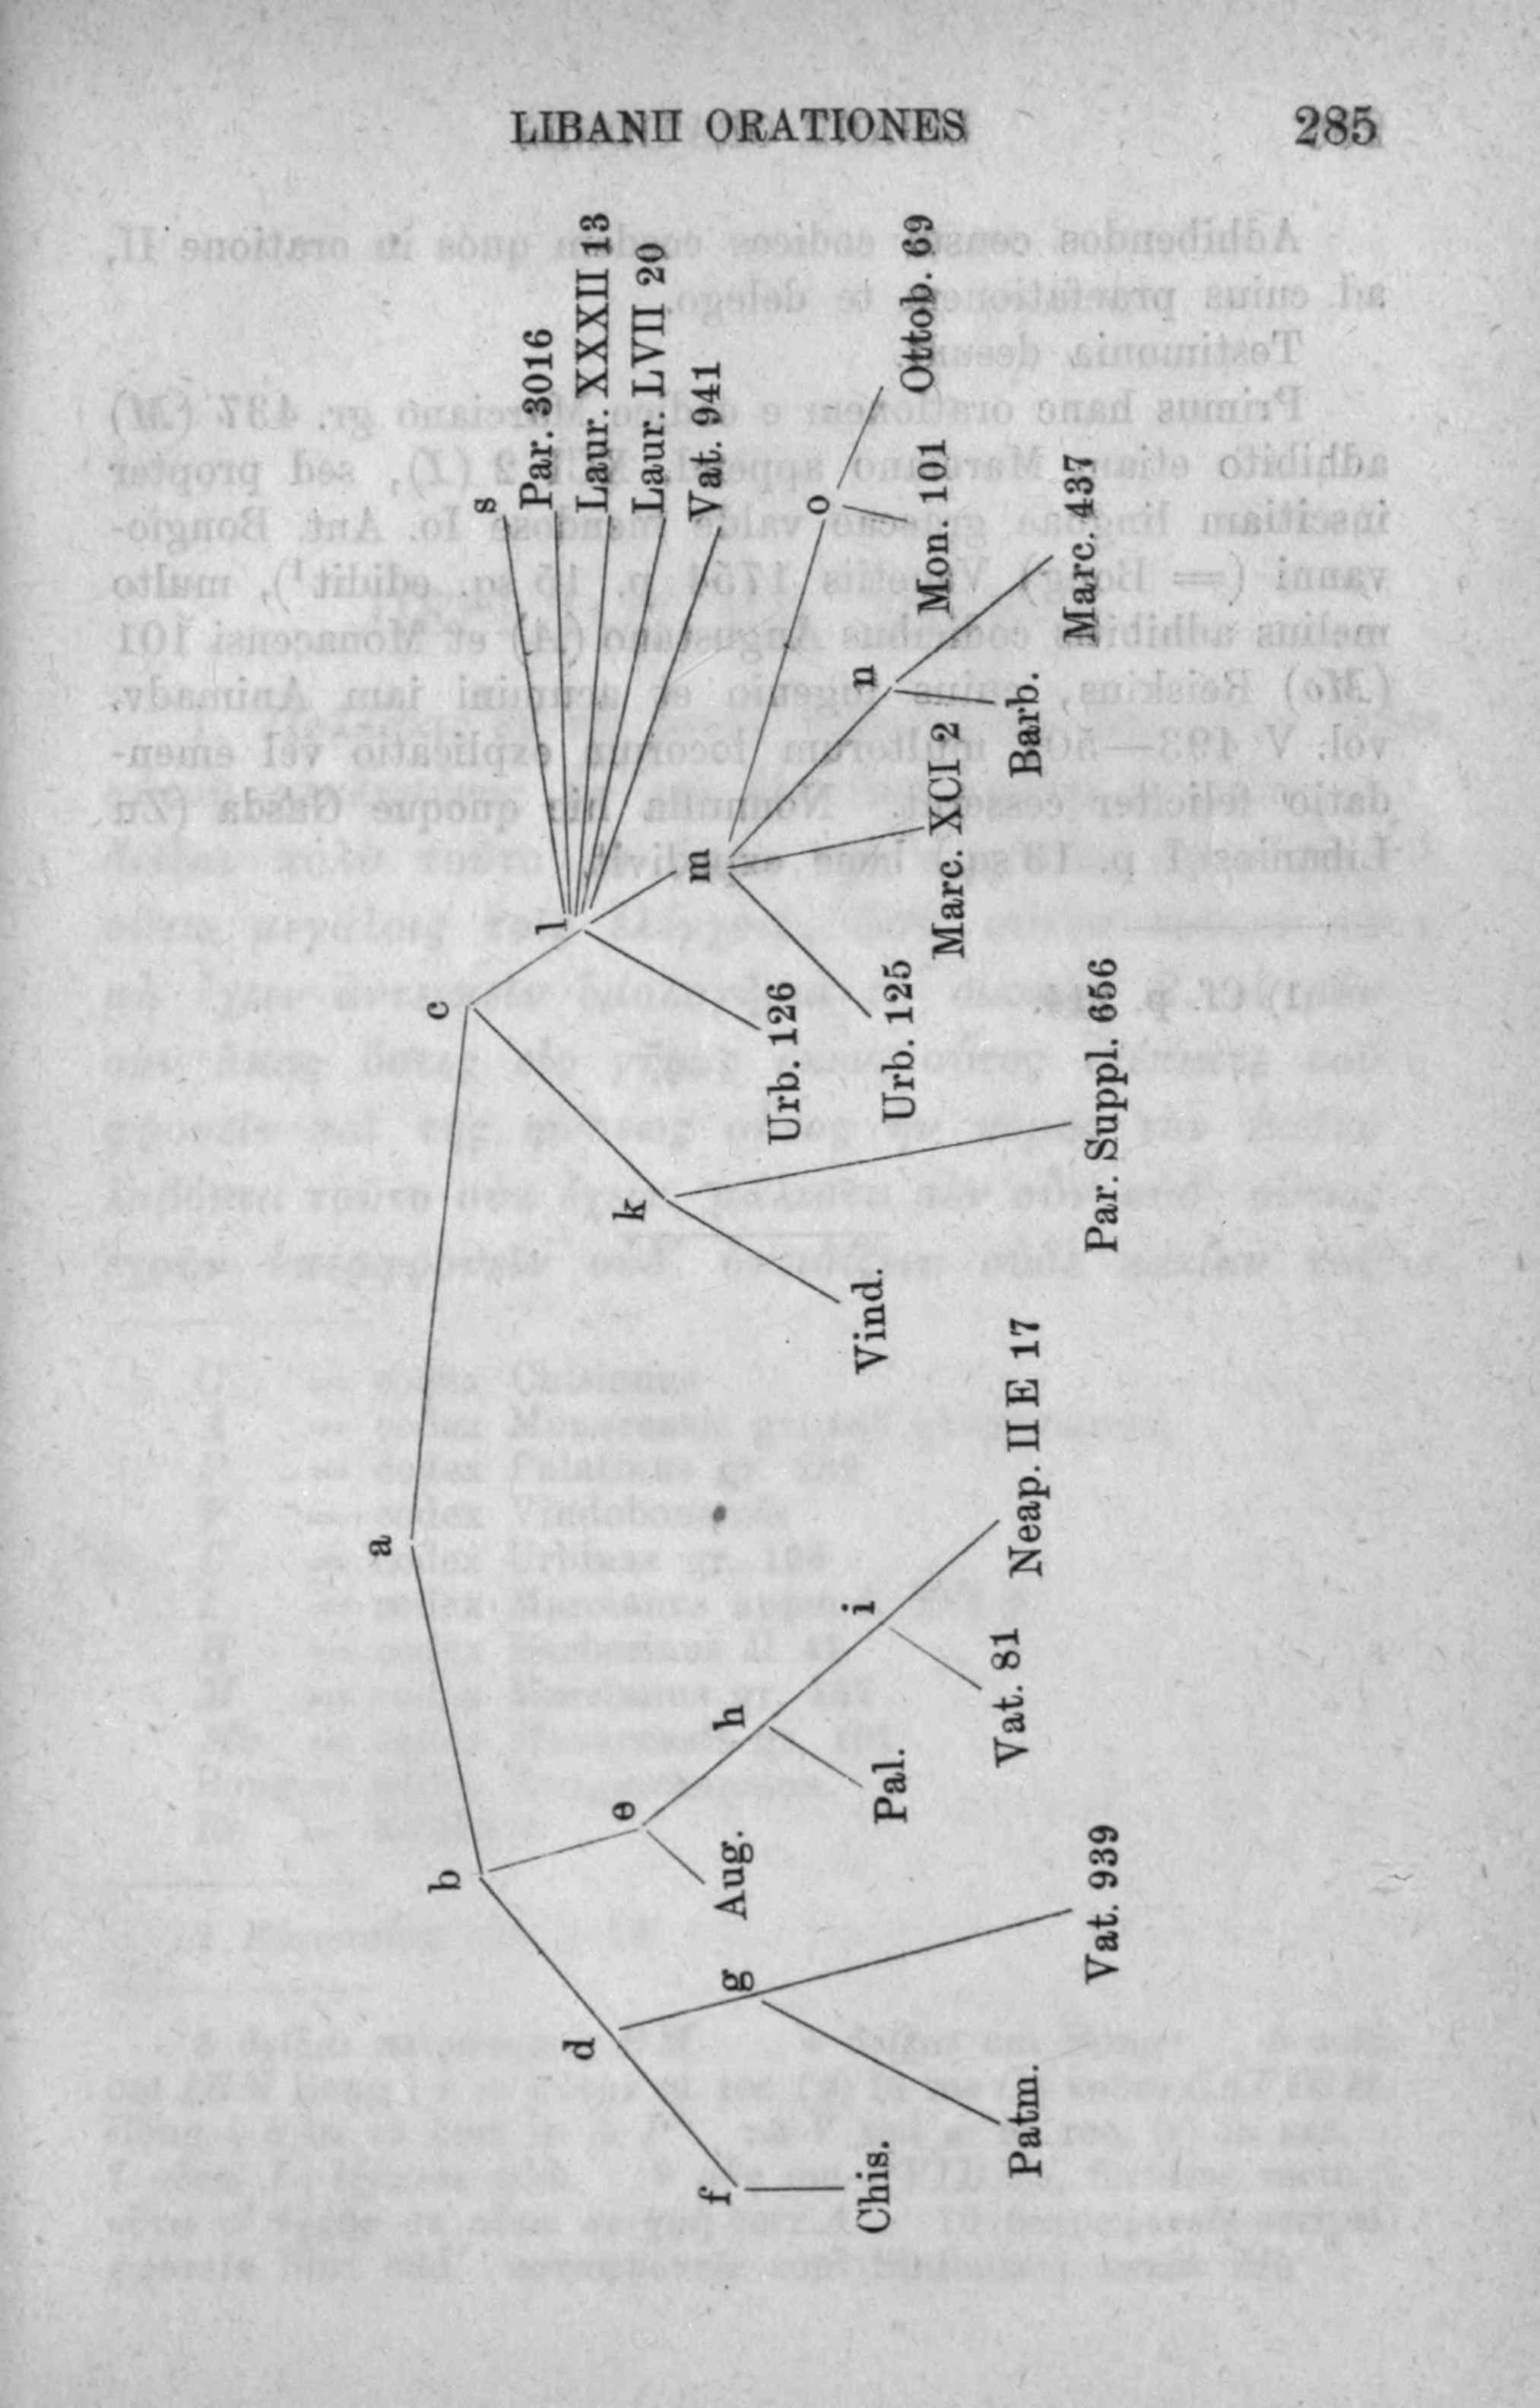 LIBANII ORATIONES 285
a
b
c
d
e
k
l
f
g
h
i
m
s
Par. 3016
Laur. XXXII 13
Laur. LVII 20
Vat. 941
Chis.
Patm.
Vat. 939
Aug.
Pal.
Vat. 81
Neap. II E 17
Vind.
Par. Suppl. 656
Urb. 126
Urb. 125
Marc. XCI 2
n
Barb.
Marc. 437
o
Mon. 101
Ottob. 69